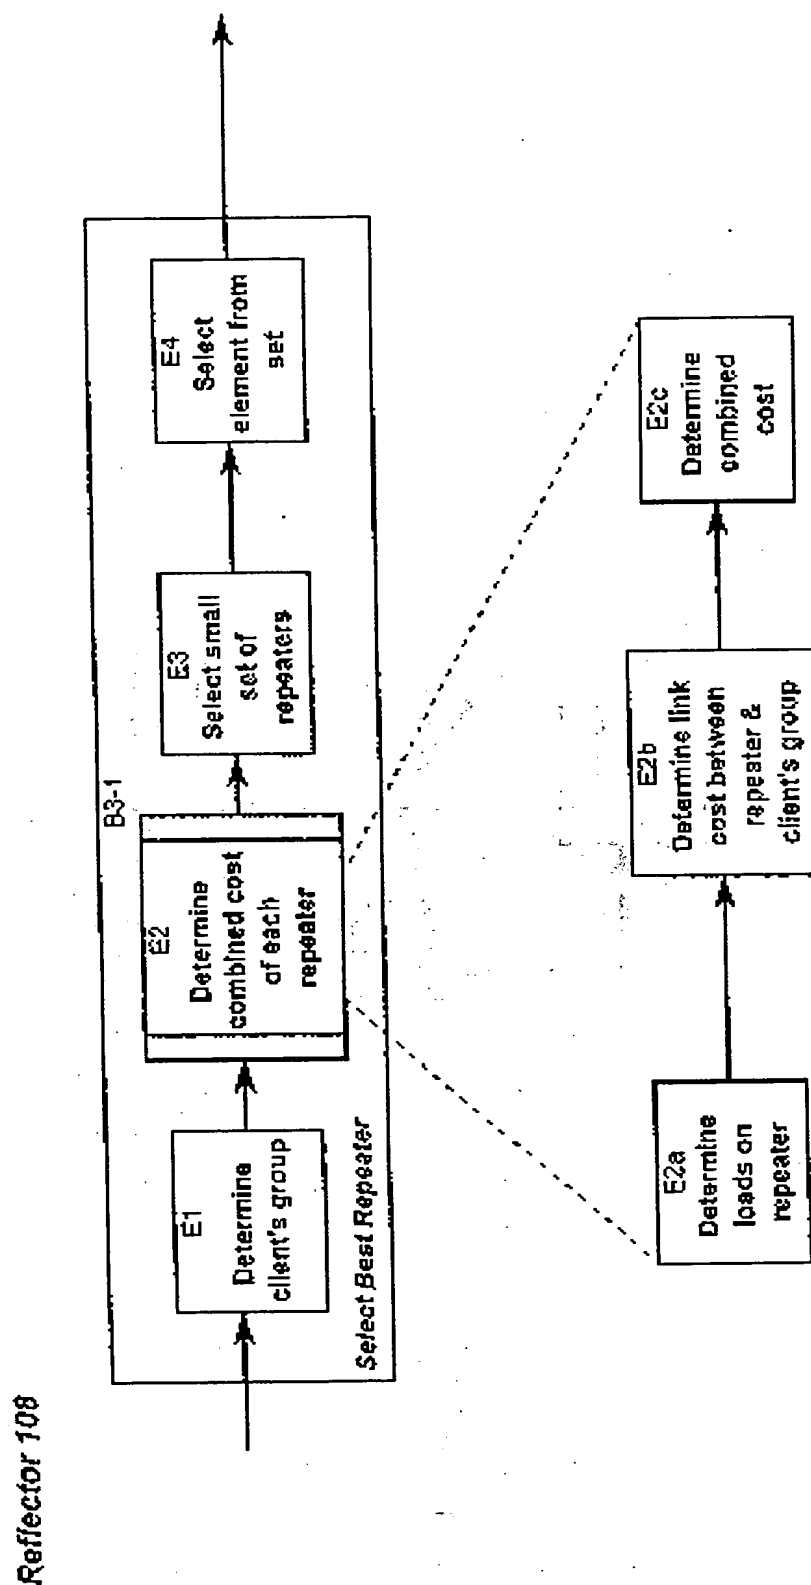 Reflector 108
B3-1
E1
Determine
client's group
E2
Determine
combined cost
of each
repeater
E3
Select small
set of
repeaters
E4
Select
element from
set
Select Best Repeater
E2a
Determine
loads on
repeater
E2b
Determine link
cost between
repeater &
client's group
E2c
Determine
combined
cost